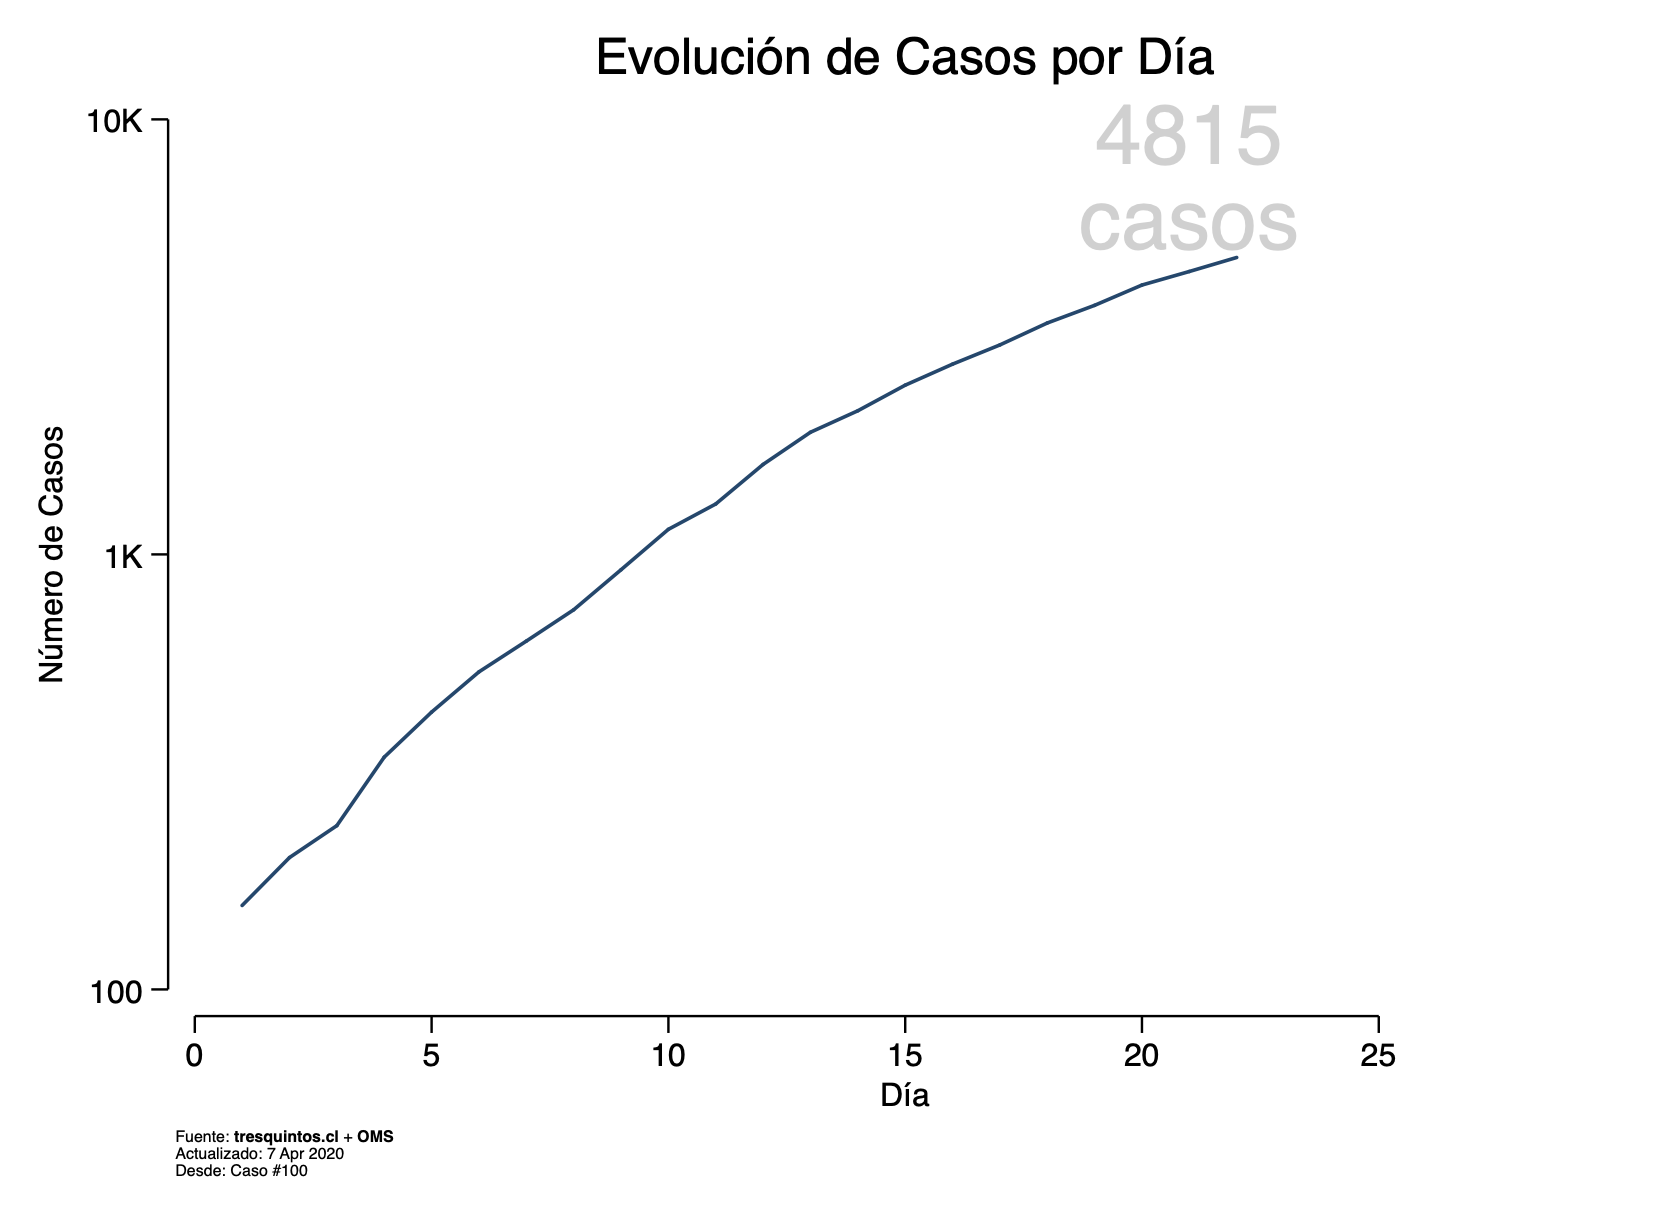 Evolución de Casos por Día
4815
casos
10K
1K
100
Número de Casos
0 5 10 15 20 25
Día
Fuente: tresquintos.cl + OMS
Actualizado: 7 Apr 2020
Desde: Caso #100